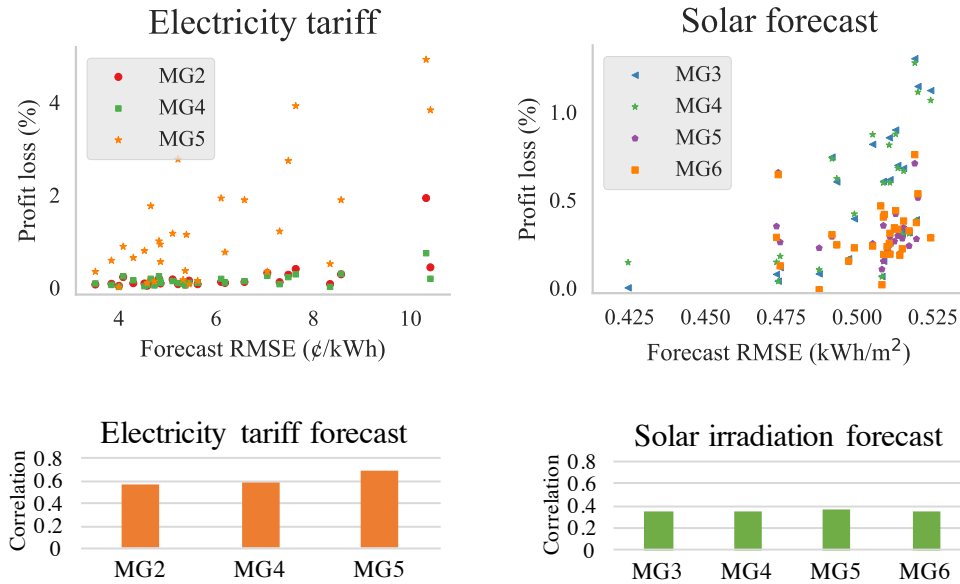 Electricity tariff
Profit loss (%)
4
2
0
MG2
MG4
MG5
4
6
8
10
Forecast RMSE (¢/kWh)
Solar forecast
Profit loss (%)
1.0
0.5
0.0
MG3
MG4
MG5
MG6
0.425
0.450
0.475
0.500
0.525
Forecast RMSE (kWh/m²)
Electricity tariff forecast
Correlation
0.8
0.6
0.4
0.2
0
MG2
MG4
MG5
Solar irradiation forecast
Correlation
0.8
0.6
0.4
0.2
0
MG3
MG4
MG5
MG6